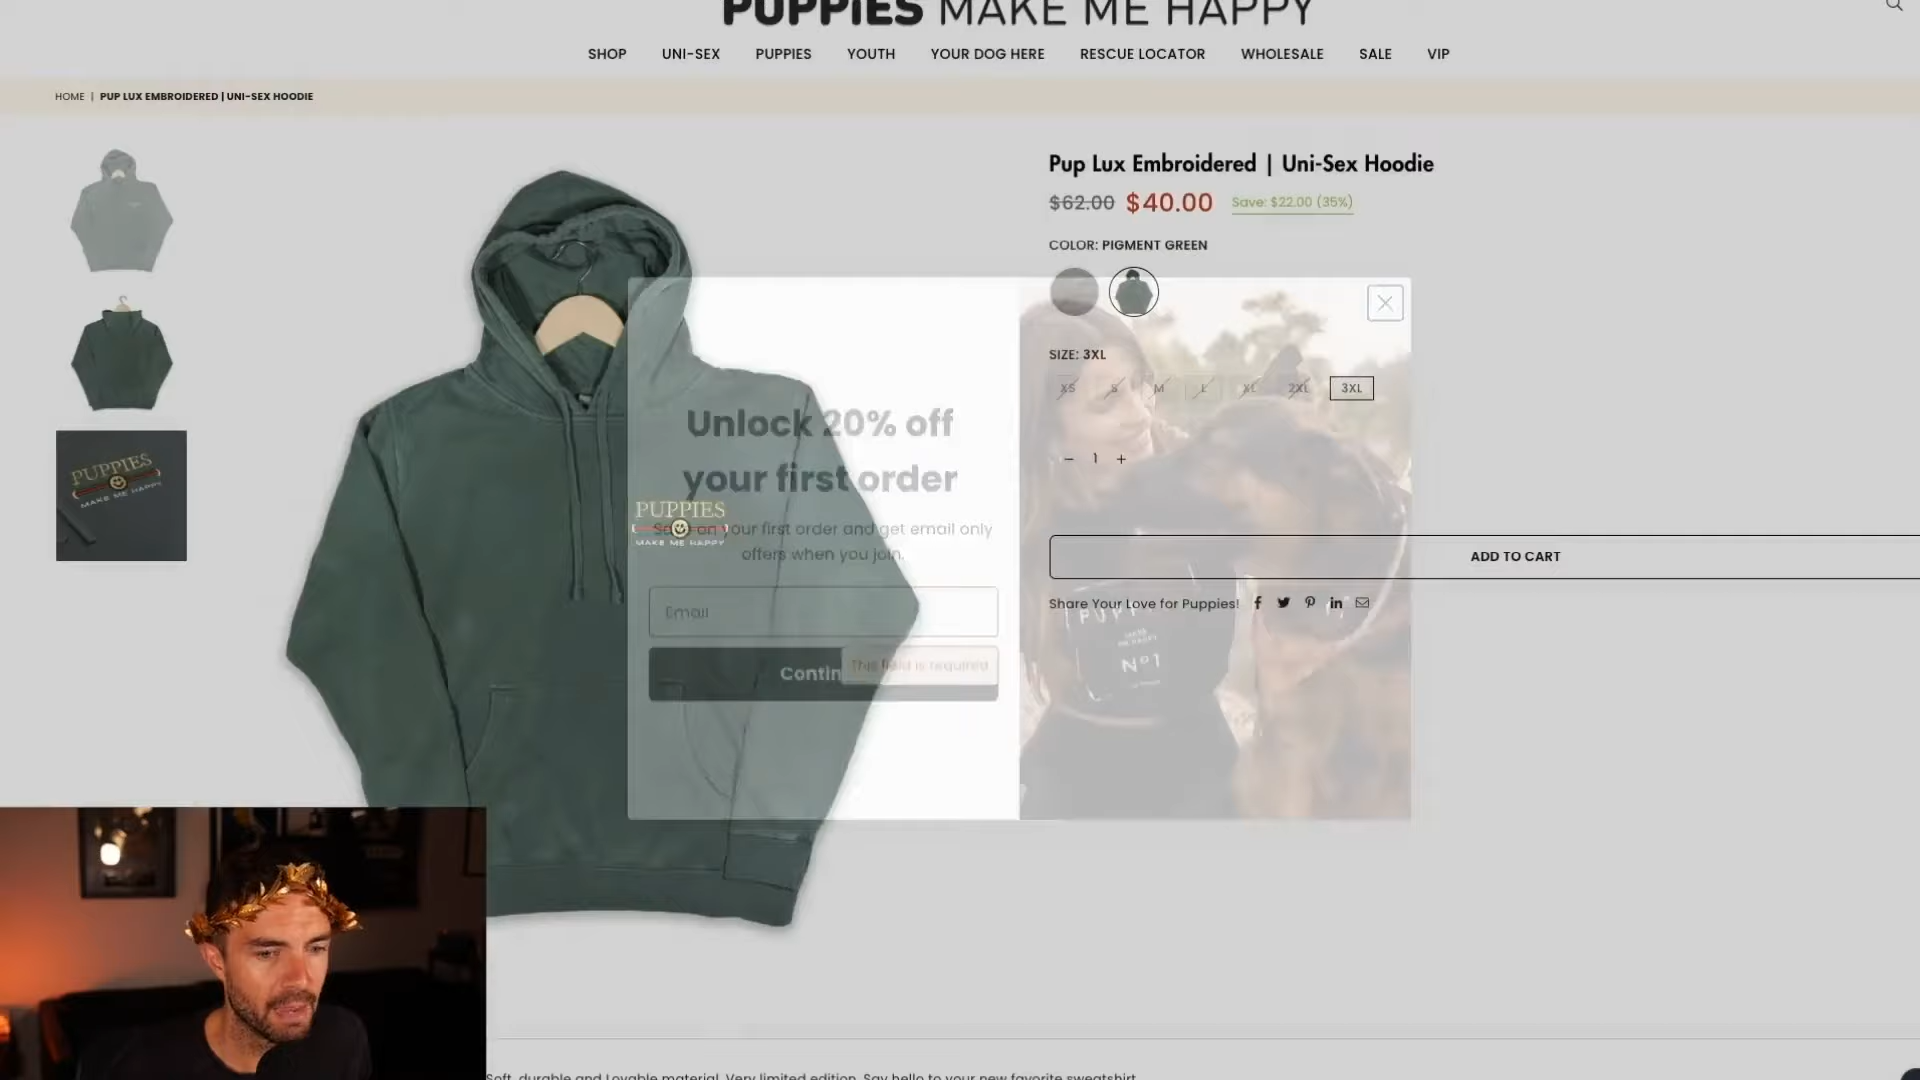 PUPPiES MAKE ME HAPPY
SHOP UNI-SEX PUPPIES YOUTH YOUR DOG HERE RESCUE LOCATOR WHOLESALE SALE VIP
HOME | PUP LUX EMBROIDERED | UNI-SEX HOODIE
Pup Lux Embroidered | Uni-Sex Hoodie
$62.00 $40.00 Save: $22.00 (35%)
COLOR: PIGMENT GREEN
SIZE: 3XL
XS S M L XL 2XL 3XL
− 1 +
ADD TO CART
Share Your Love for Puppies!
Unlock 20% off
your first order
Save on your first order and get email only
offers when you join.
Email
Contin
This field is required
PUPPIES
MAKE ME HAPPY
PUPPIES
MAKE ME HAPPY
Nº1
Soft, durable and Lovable material. Very limited edition. Say hello to your new favorite sweatshirt